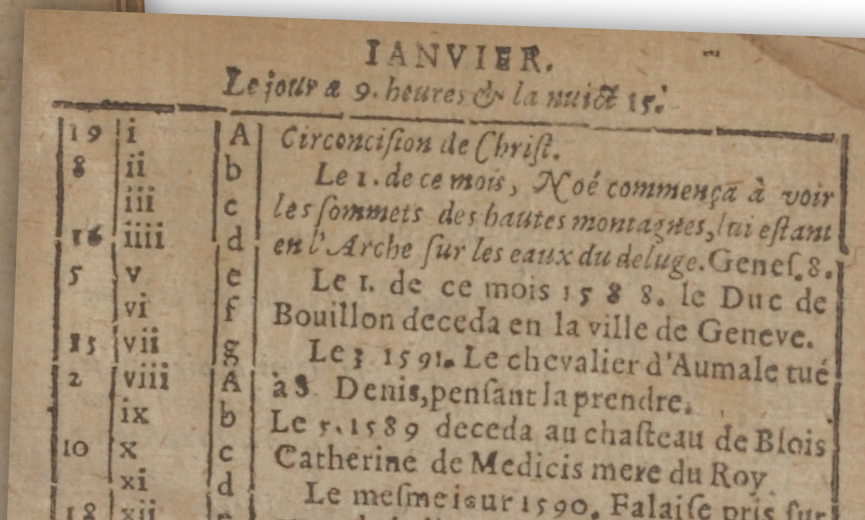 IANVIER.
Le jour a 9. heures & la nuict 15.
19 i A Circonciſion de Chriſt.
8 ii b Le 1. de ce mois, Noé commença à voir
iii c les ſommets des hautes montagnes, lui eſtant
16 iiii d en l'Arche ſur les eaux du deluge. Geneſ. 8.
5 v e Le 1. de ce mois 1588. le Duc de
vi f Bouillon deceda en la ville de Geneve.
15 vii g Le 3 1591. Le chevalier d'Aumale tué
2 viii A à S Denis, penſant la prendre.
ix b Le 5. 1589 deceda au chaſteau de Blois
10 x c Catherine de Medicis mere du Roy
xi d Le meſme iour 1590. Falaiſe pris ſur
18 xii